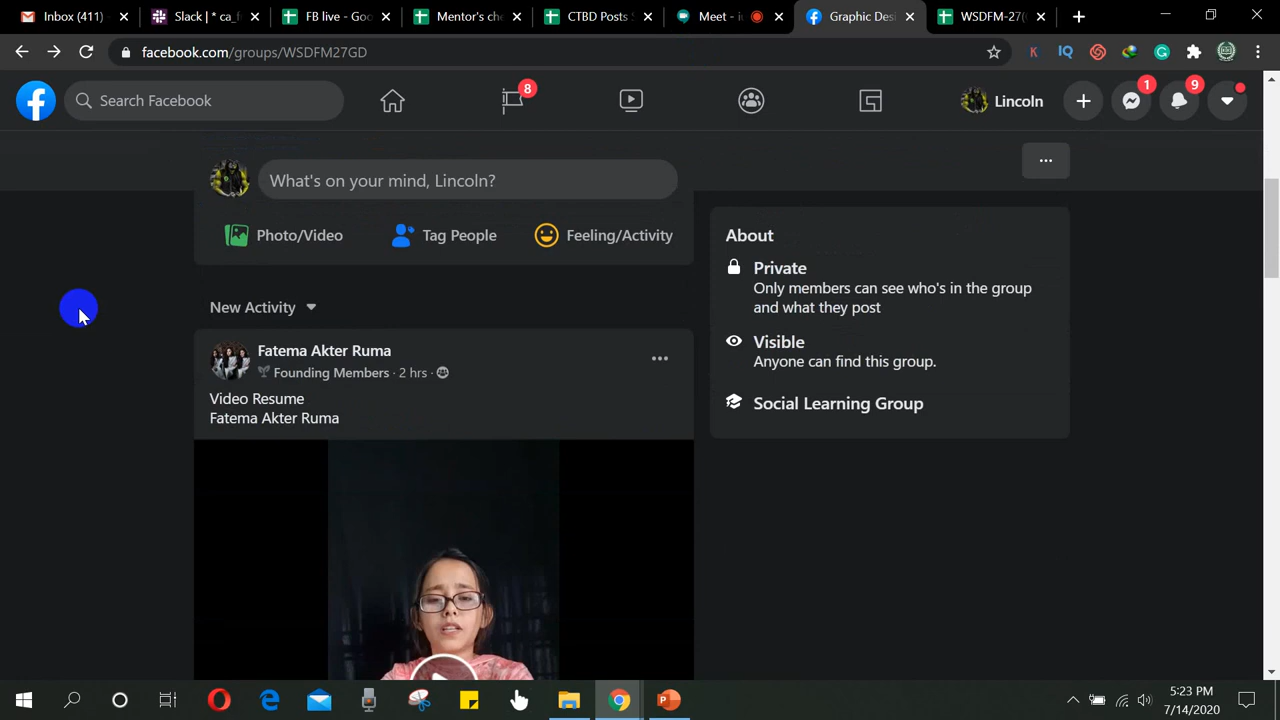 Inbox (411)
Slack | * ca_f
FB live - Goo
Mentor's che
CTBD Posts S
Meet - i
Graphic Desi
WSDFM-27(
facebook.com/groups/WSDFM27GD
Search Facebook
8
Lincoln
1
9
What's on your mind, Lincoln?
Photo/Video
Tag People
Feeling/Activity
About
Private
Only members can see who's in the group
and what they post
Visible
Anyone can find this group.
Social Learning Group
New Activity
Fatema Akter Ruma
Founding Members · 2 hrs ·
Video Resume
Fatema Akter Ruma
5:23 PM
7/14/2020